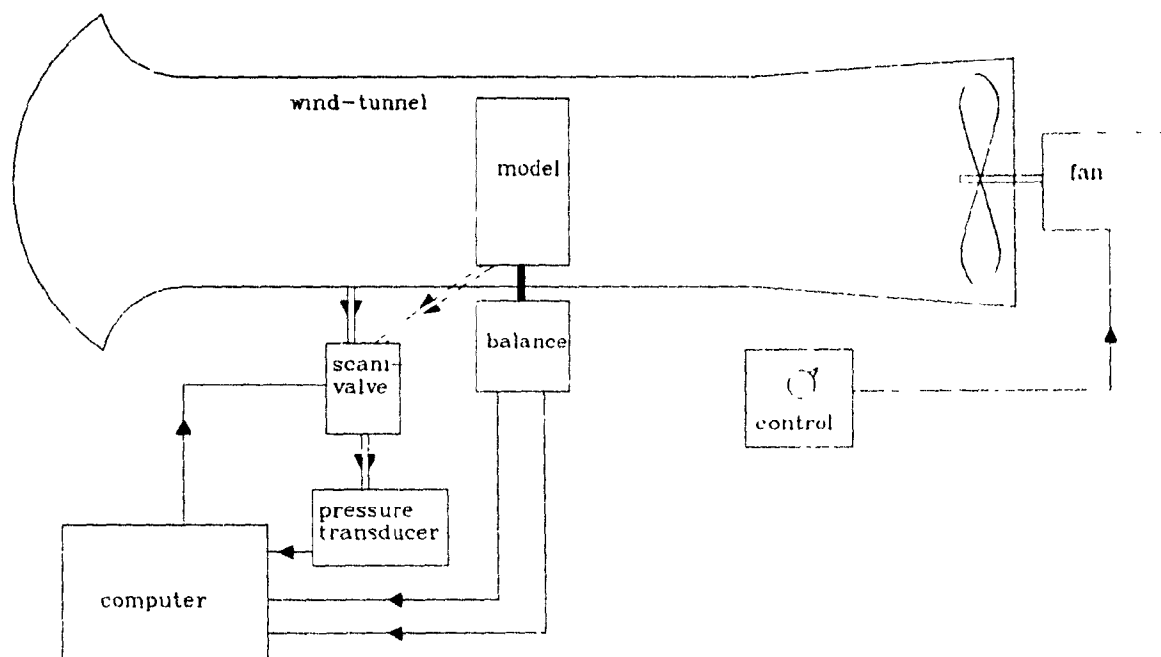 wind-tunnel
model
fan
balance
scani-
valve
control
pressure
transducer
computer